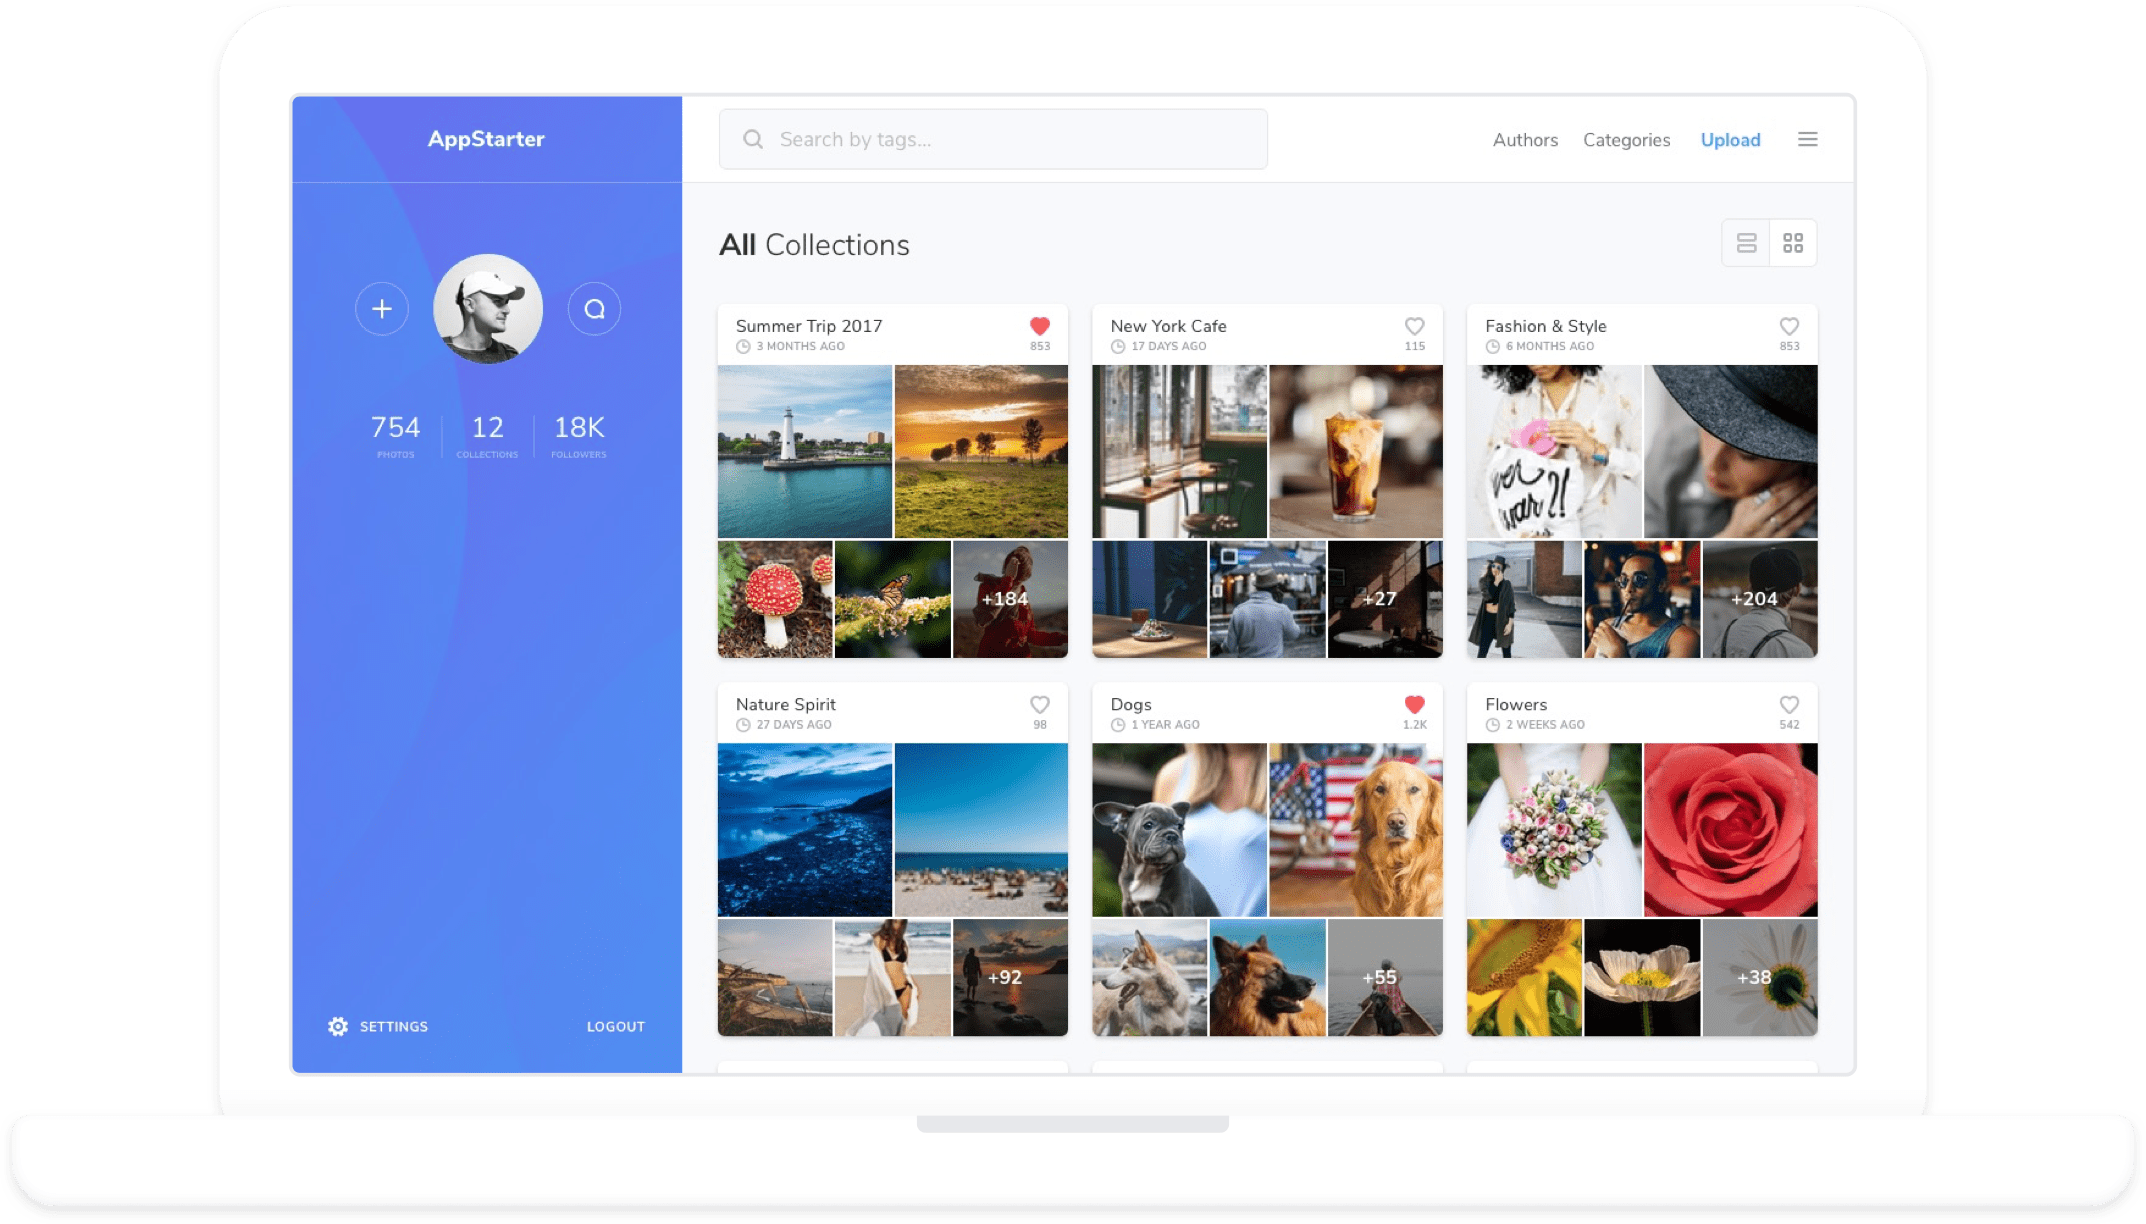 AppStarter
Search by tags...
Authors Categories Upload
754 12 18K
PHOTOS COLLECTIONS FOLLOWERS
SETTINGS LOGOUT
All Collections
Summer Trip 2017
3 MONTHS AGO 853
+184
New York Cafe
17 DAYS AGO 115
+27
Fashion & Style
6 MONTHS AGO 853
ever
war?!
+204
Nature Spirit
27 DAYS AGO 98
+92
Dogs
1 YEAR AGO 1.2K
+55
Flowers
2 WEEKS AGO 542
+38